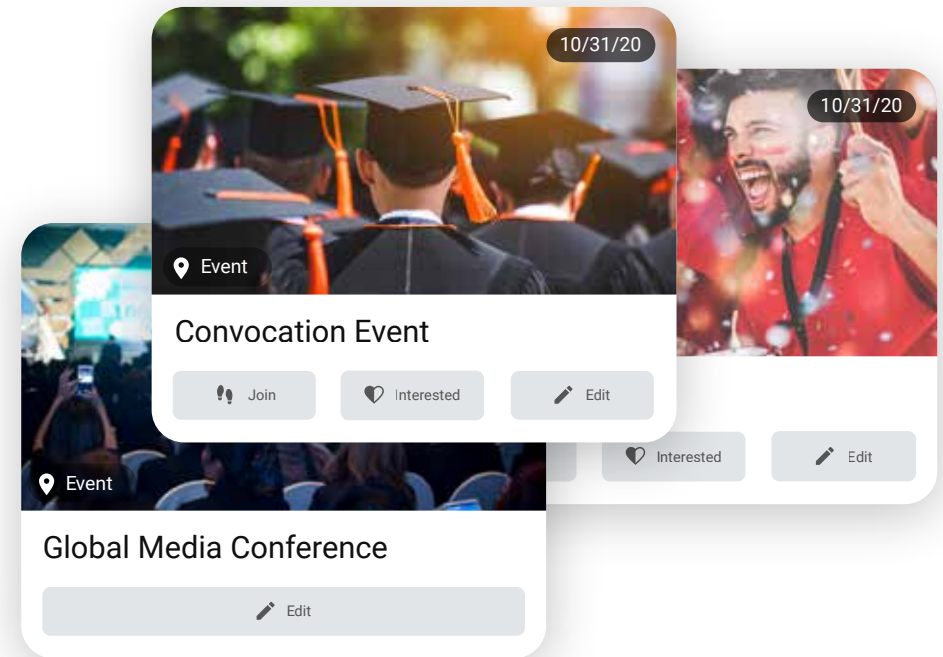 10/31/20
10/31/20
Event
Convocation Event
Join
Interested
Edit
Interested
Edit
Event
Global Media Conference
Edit